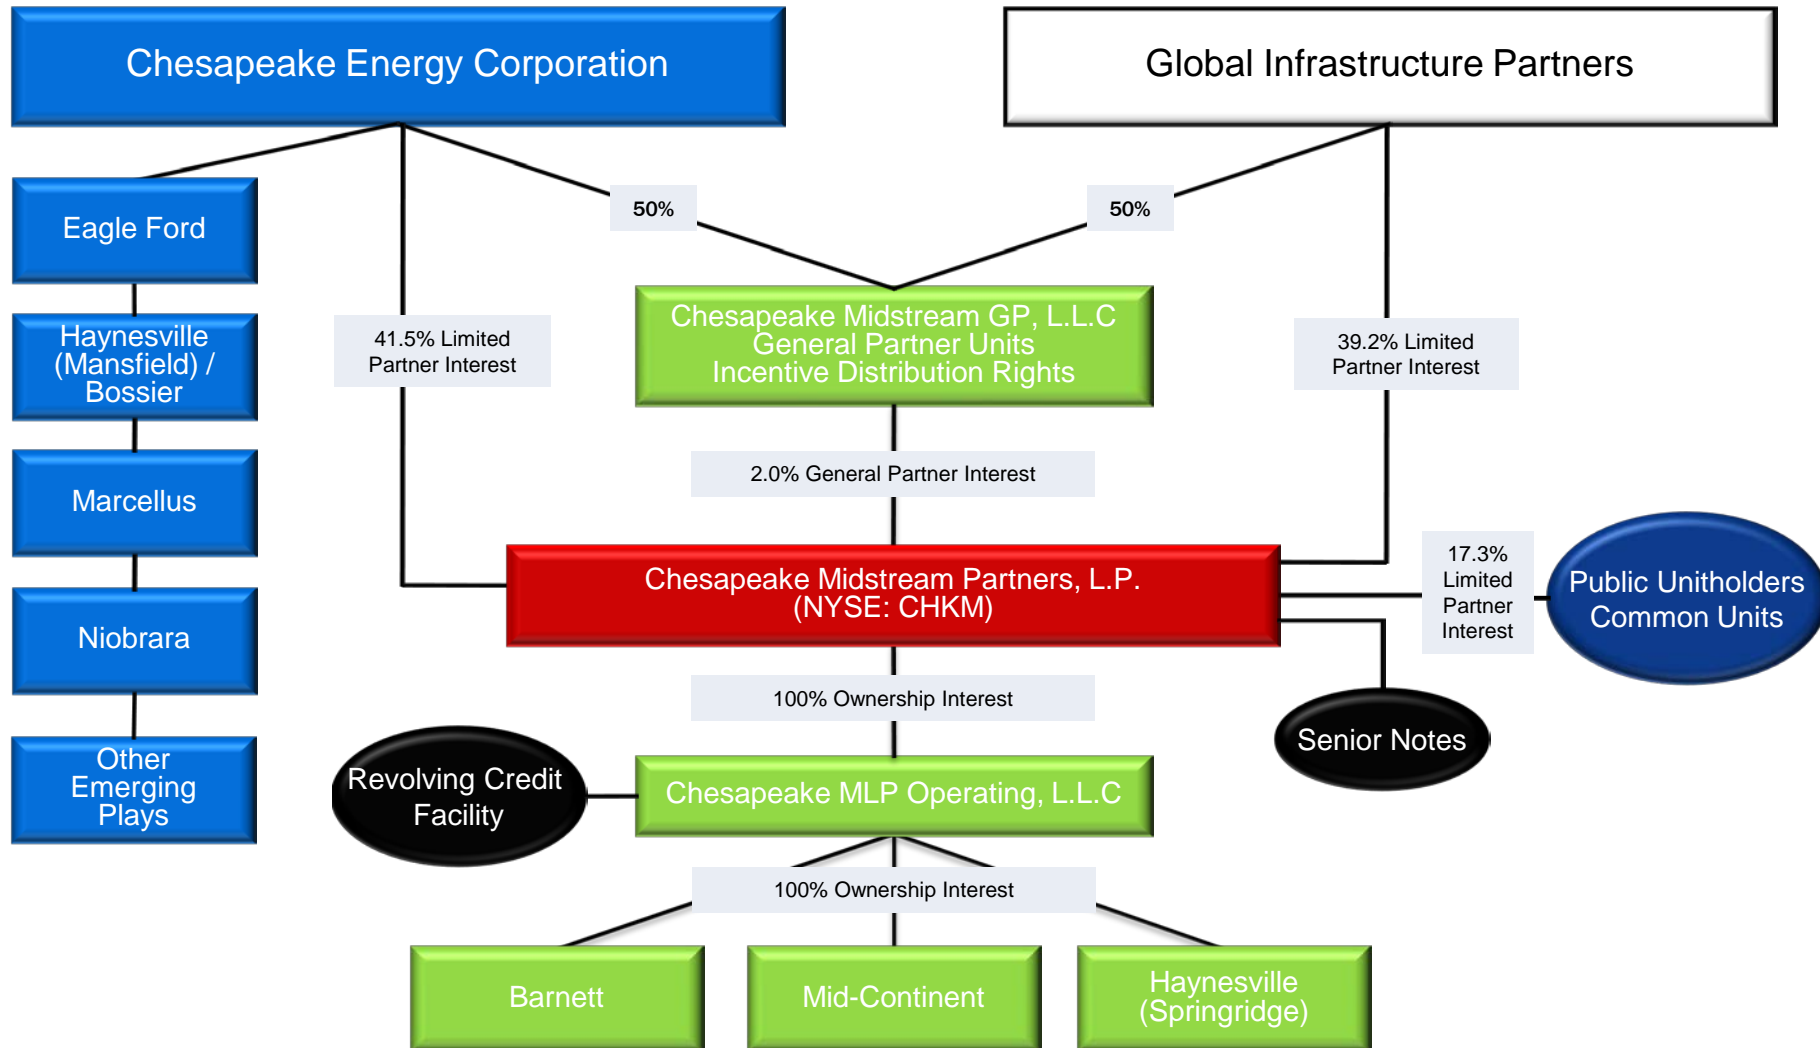 Chesapeake Energy Corporation
Global Infrastructure Partners
Eagle Ford
Haynesville
(Mansfield) /
Bossier
Marcellus
Niobrara
Other
Emerging
Plays
50%
50%
41.5% Limited
Partner Interest
Chesapeake Midstream GP, L.L.C
General Partner Units
Incentive Distribution Rights
39.2% Limited
Partner Interest
2.0% General Partner Interest
Chesapeake Midstream Partners, L.P.
(NYSE: CHKM)
17.3%
Limited
Partner
Interest
Public Unitholders
Common Units
100% Ownership Interest
Senior Notes
Revolving Credit
Facility
Chesapeake MLP Operating, L.L.C
100% Ownership Interest
Barnett
Mid-Continent
Haynesville
(Springridge)